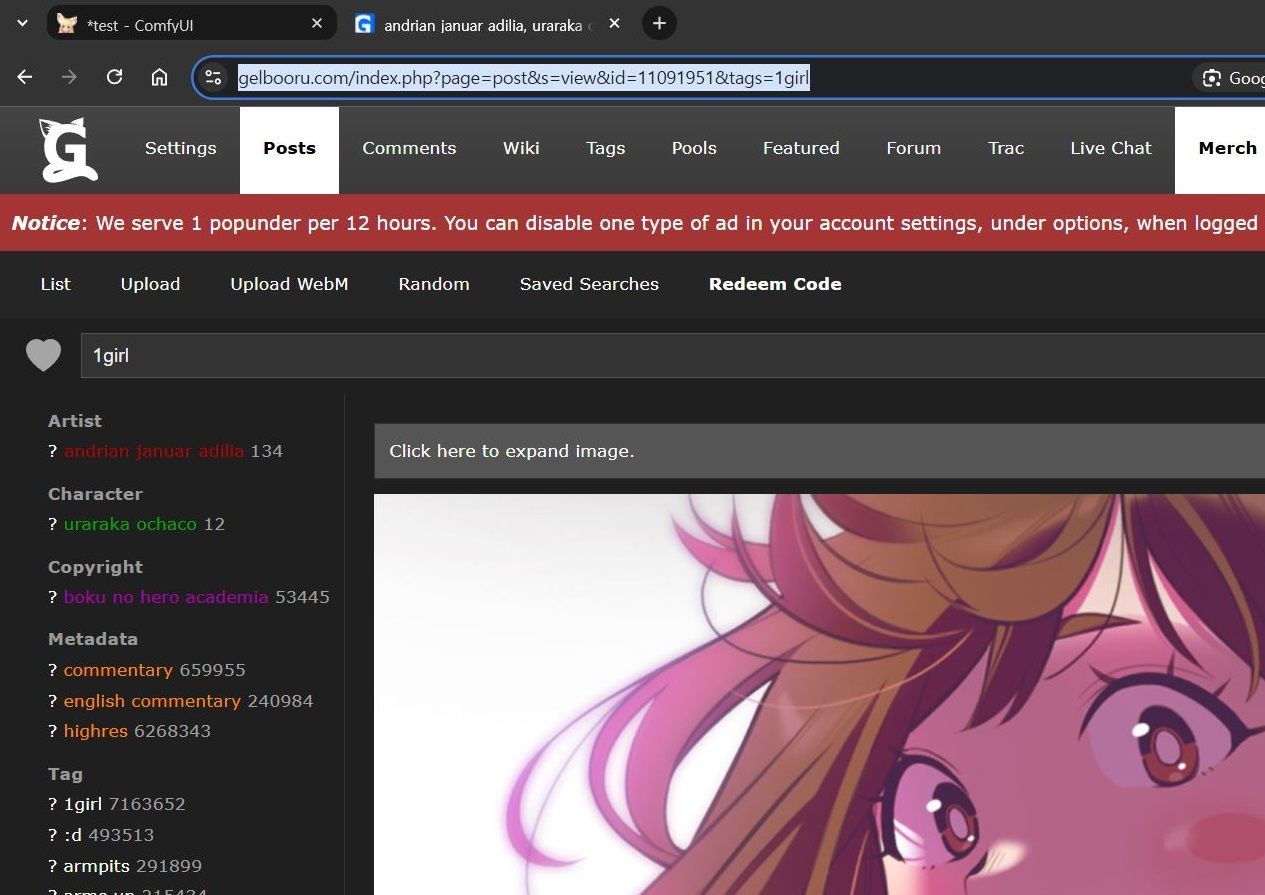 *test - ComfyUI
andrian januar adilia, uraraka
gelbooru.com/index.php?page=post&s=view&id=11091951&tags=1girl
Goog
G
Settings Posts Comments Wiki Tags Pools Featured Forum Trac Live Chat Merch
Notice: We serve 1 popunder per 12 hours. You can disable one type of ad in your account settings, under options, when logged
List Upload Upload WebM Random Saved Searches Redeem Code
1girl
Artist
? andrian januar adilia 134
Character
? uraraka ochaco 12
Copyright
? boku no hero academia 53445
Metadata
? commentary 659955
? english commentary 240984
? highres 6268343
Tag
? 1girl 7163652
? :d 493513
? armpits 291899
? arms up 215434
Click here to expand image.